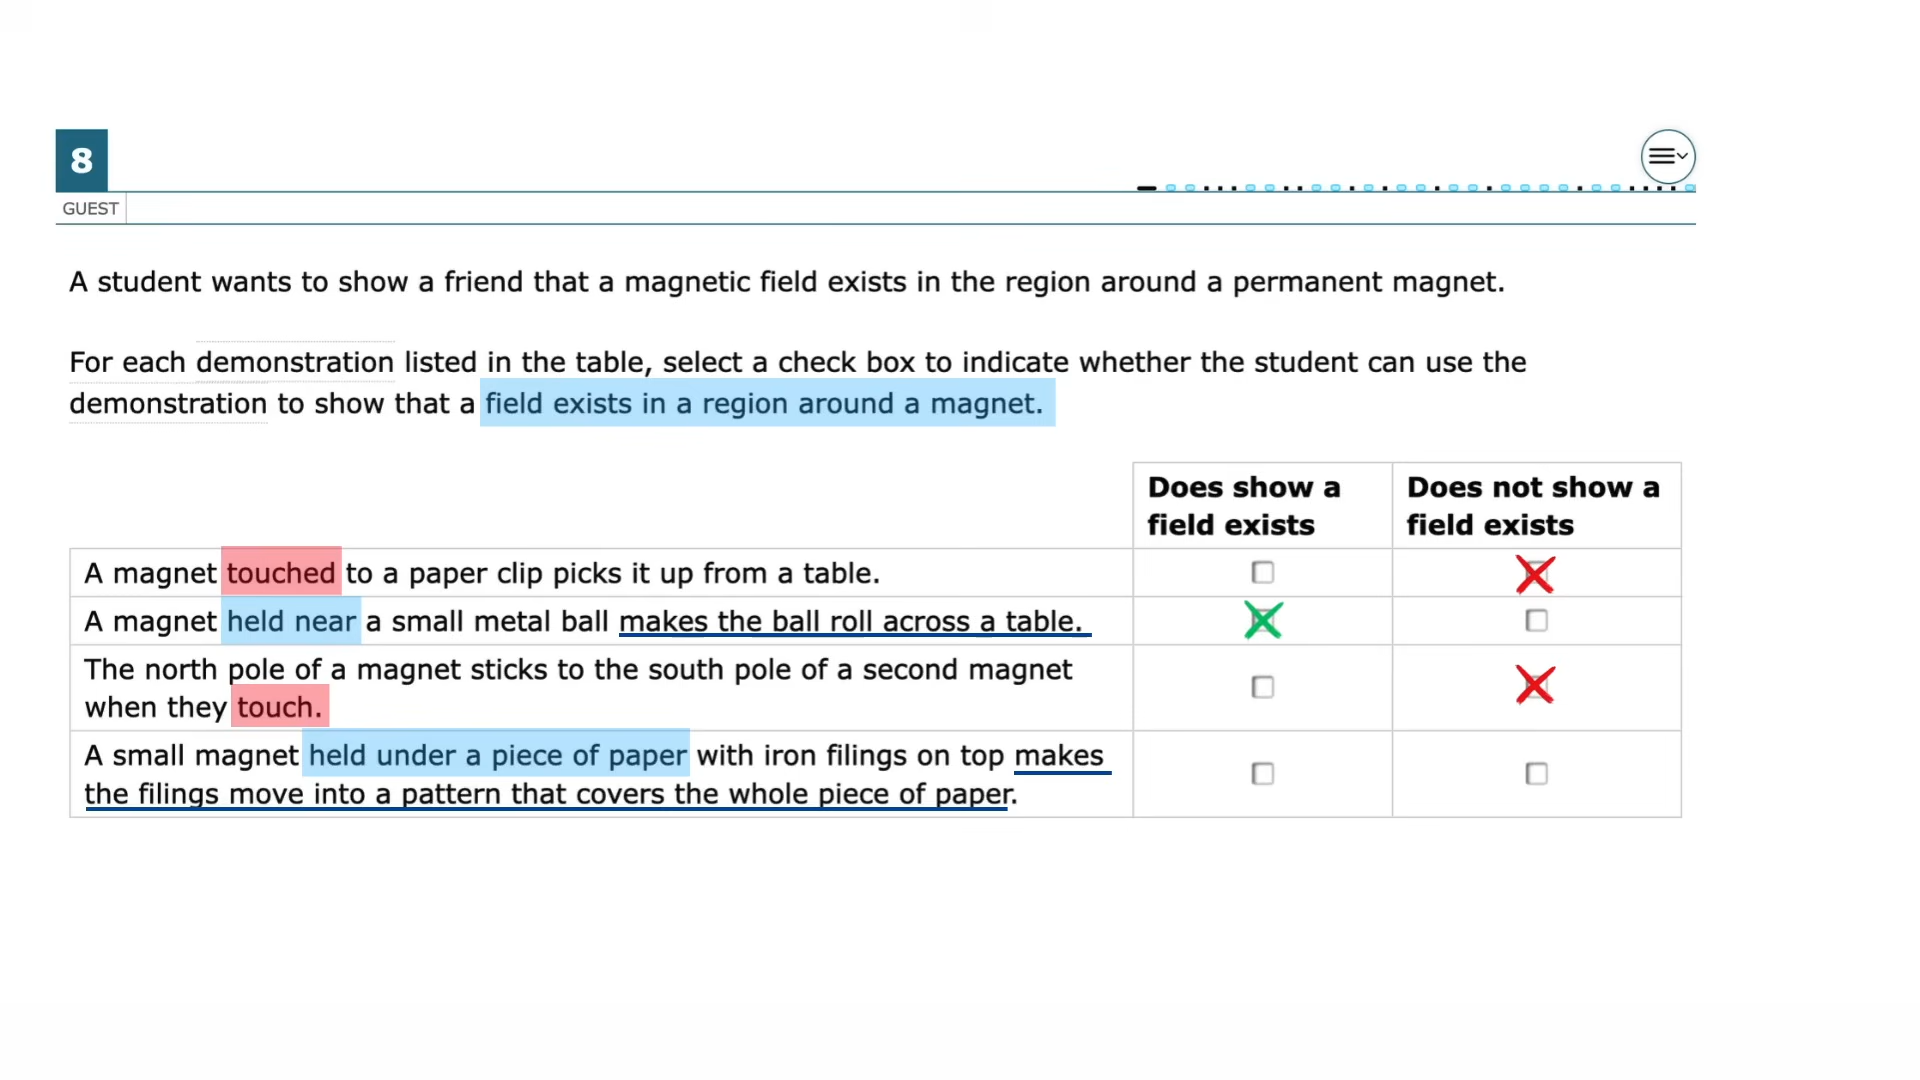 8
GUEST
A student wants to show a friend that a magnetic field exists in the region around a permanent magnet.
For each demonstration listed in the table, select a check box to indicate whether the student can use the
demonstration to show that a field exists in a region around a magnet.
Does show a
field exists
Does not show a
field exists
A magnet touched to a paper clip picks it up from a table.
A magnet held near a small metal ball makes the ball roll across a table.
The north pole of a magnet sticks to the south pole of a second magnet
when they touch.
A small magnet held under a piece of paper with iron filings on top makes
the filings move into a pattern that covers the whole piece of paper.